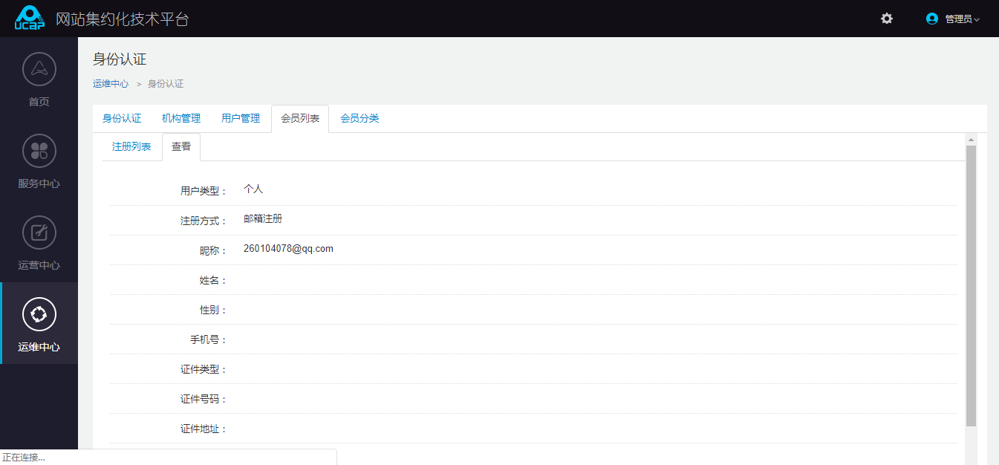 UCAP 网站集约化技术平台
管理员
首页
服务中心
运营中心
运维中心
身份认证
运维中心 > 身份认证
身份认证 机构管理 用户管理 会员列表 会员分类
注册列表 查看
用户类型： 个人
注册方式： 邮箱注册
昵称： 260104078@qq.com
姓名：
性别：
手机号：
证件类型：
证件号码：
证件地址：
正在连接...